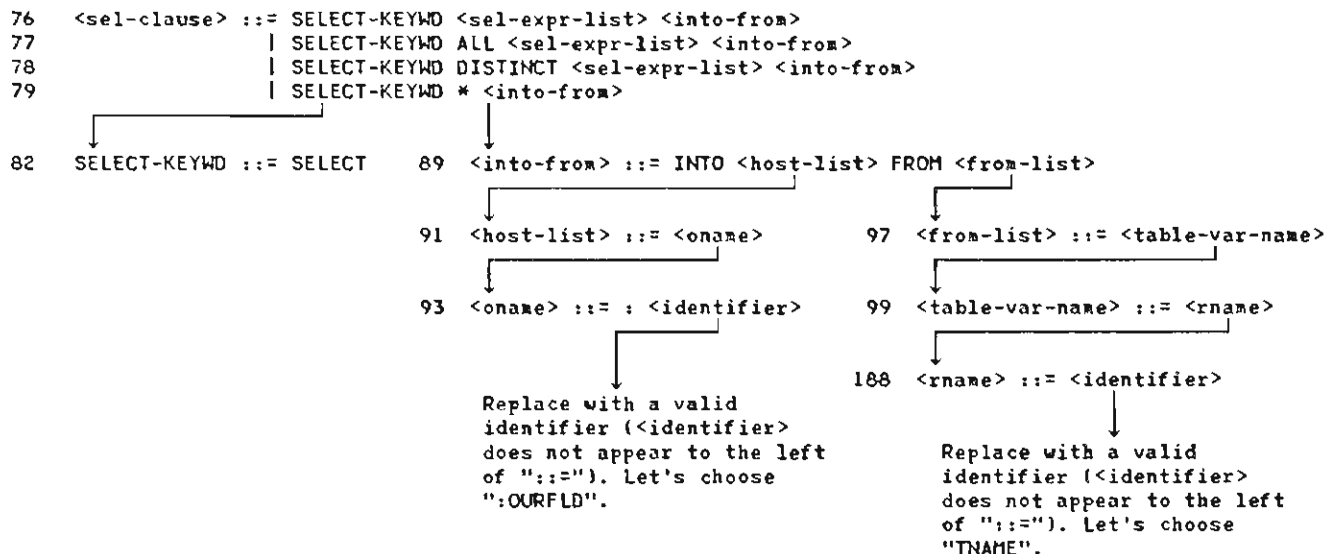 76 <sel-clause> ::= SELECT-KEYWD <sel-expr-list> <into-from>
77 | SELECT-KEYWD ALL <sel-expr-list> <into-from>
78 | SELECT-KEYWD DISTINCT <sel-expr-list> <into-from>
79 | SELECT-KEYWD * <into-from>
82 SELECT-KEYWD ::= SELECT 89 <into-from> ::= INTO <host-list> FROM <from-list>
91 <host-list> ::= <oname> 97 <from-list> ::= <table-var-name>
93 <oname> ::= : <identifier> 99 <table-var-name> ::= <rname>
188 <rname> ::= <identifier>
Replace with a valid
identifier (<identifier>
does not appear to the left
of "::="). Let's choose
":OURFLD".
Replace with a valid
identifier (<identifier>
does not appear to the left
of "::="). Let's choose
"TNAME".